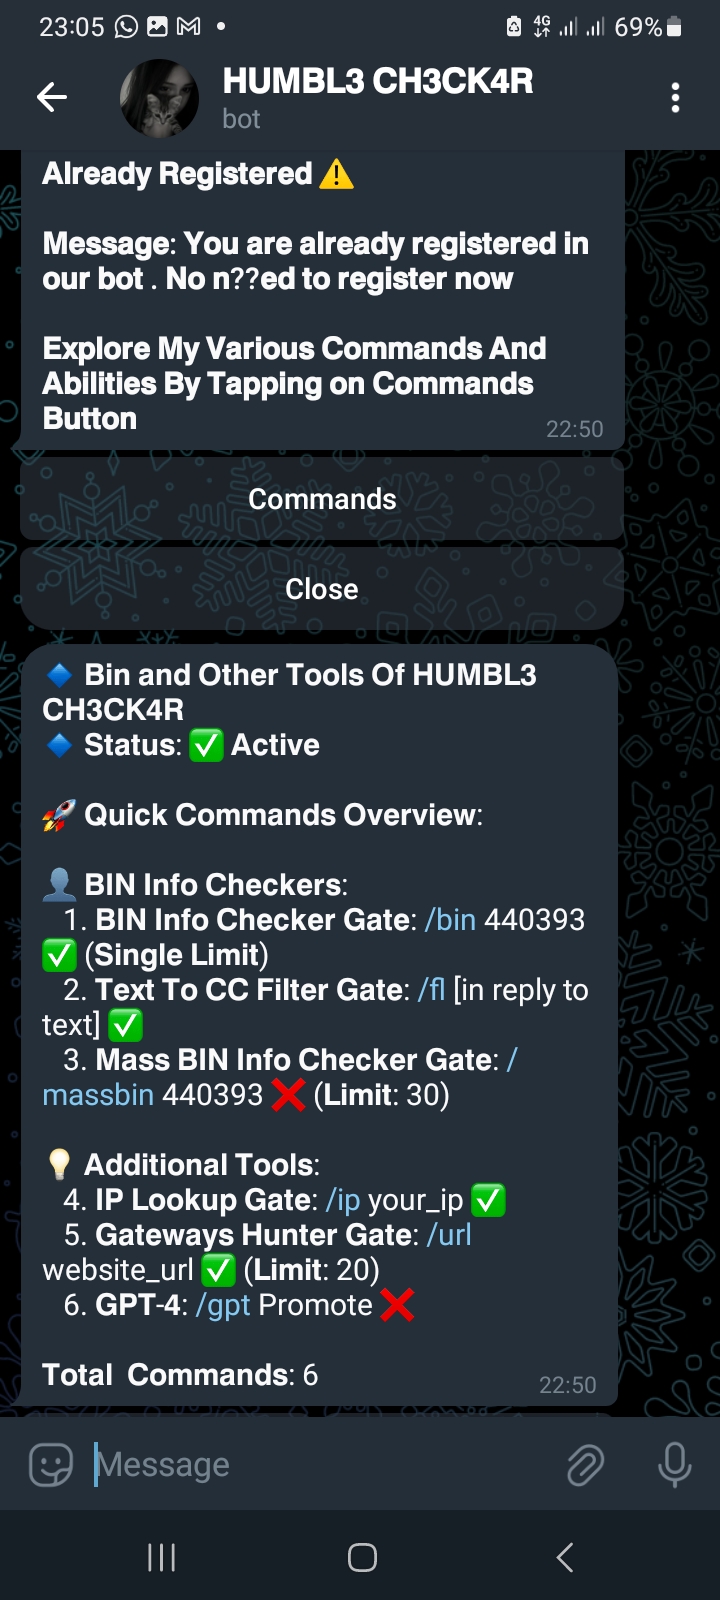 23:05
4G
69%
HUMBL3 CH3CK4R
bot
Already Registered ⚠️
Message: You are already registered in
our bot . No n??ed to register now
Explore My Various Commands And
Abilities By Tapping on Commands
Button
22:50
Commands
Close
🔹 Bin and Other Tools Of HUMBL3
CH3CK4R
🔹 Status: ✅ Active
🚀 Quick Commands Overview:
👤 BIN Info Checkers:
1. BIN Info Checker Gate: /bin 440393
✅ (Single Limit)
2. Text To CC Filter Gate: /fl [in reply to
text] ✅
3. Mass BIN Info Checker Gate: /
massbin 440393 ❌ (Limit: 30)
💡 Additional Tools:
4. IP Lookup Gate: /ip your_ip ✅
5. Gateways Hunter Gate: /url
website_url ✅ (Limit: 20)
6. GPT-4: /gpt Promote ❌
Total Commands: 6
22:50
Message